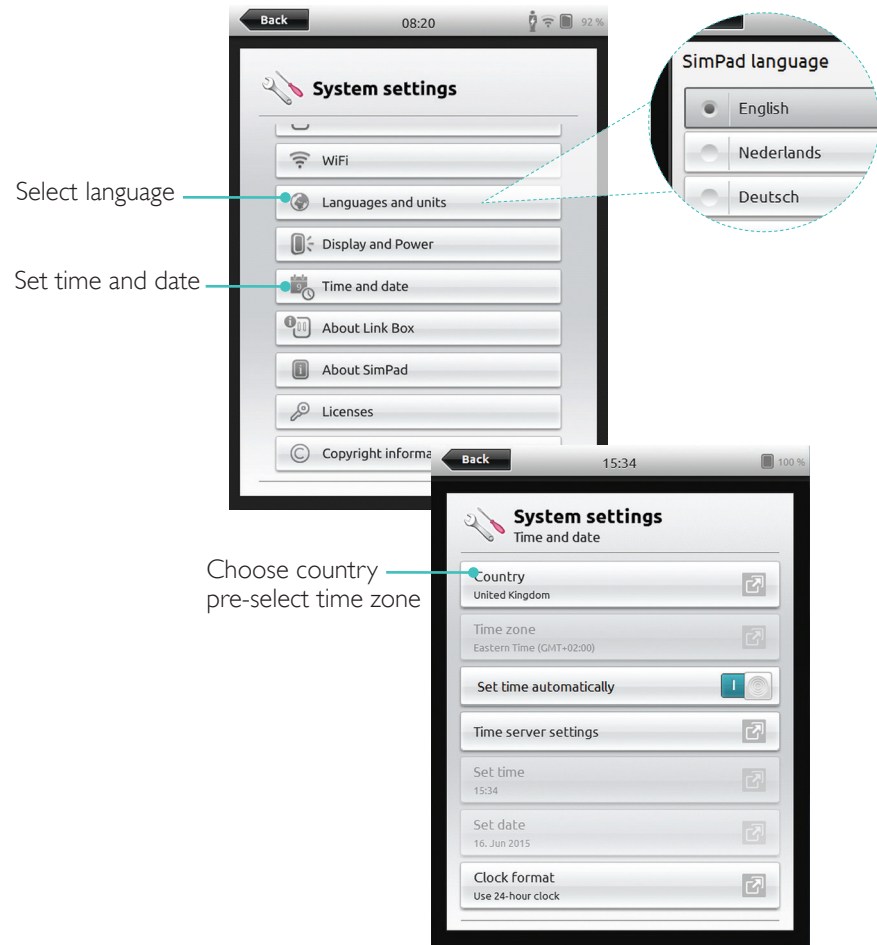 Back
08:20
92 %
System settings
WiFi
Select language
Languages and units
Display and Power
Set time and date
9
Time and date
About Link Box
About SimPad
Licenses
Copyright informa
SimPad language
English
Nederlands
Deutsch
Back
15:34
100 %
System settings
Time and date
Choose country
pre-select time zone
Country
United Kingdom
Time zone
Eastern Time (GMT+02:00)
Set time automatically
Time server settings
Set time
15:34
Set date
16. Jun 2015
Clock format
Use 24-hour clock